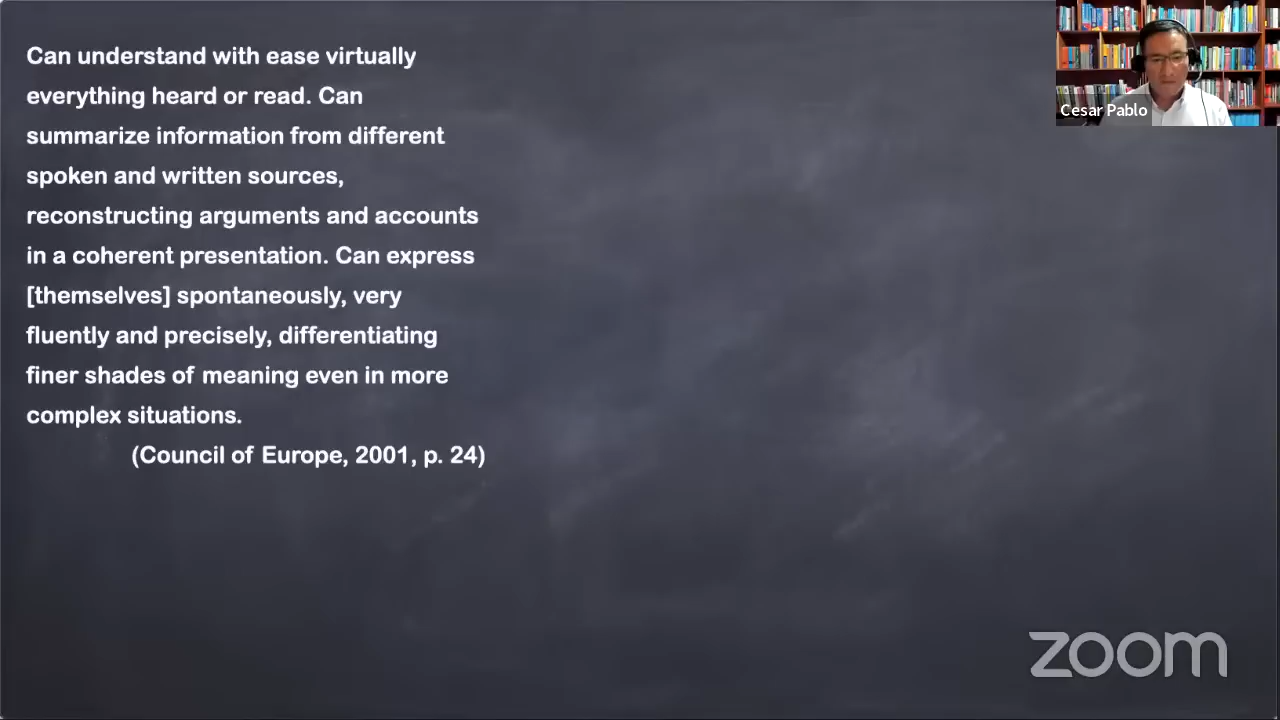 Can understand with ease virtually
everything heard or read. Can
summarize information from different
spoken and written sources,
reconstructing arguments and accounts
in a coherent presentation. Can express
[themselves] spontaneously, very
fluently and precisely, differentiating
finer shades of meaning even in more
complex situations.
(Council of Europe, 2001, p. 24)
Cesar Pablo
zoom